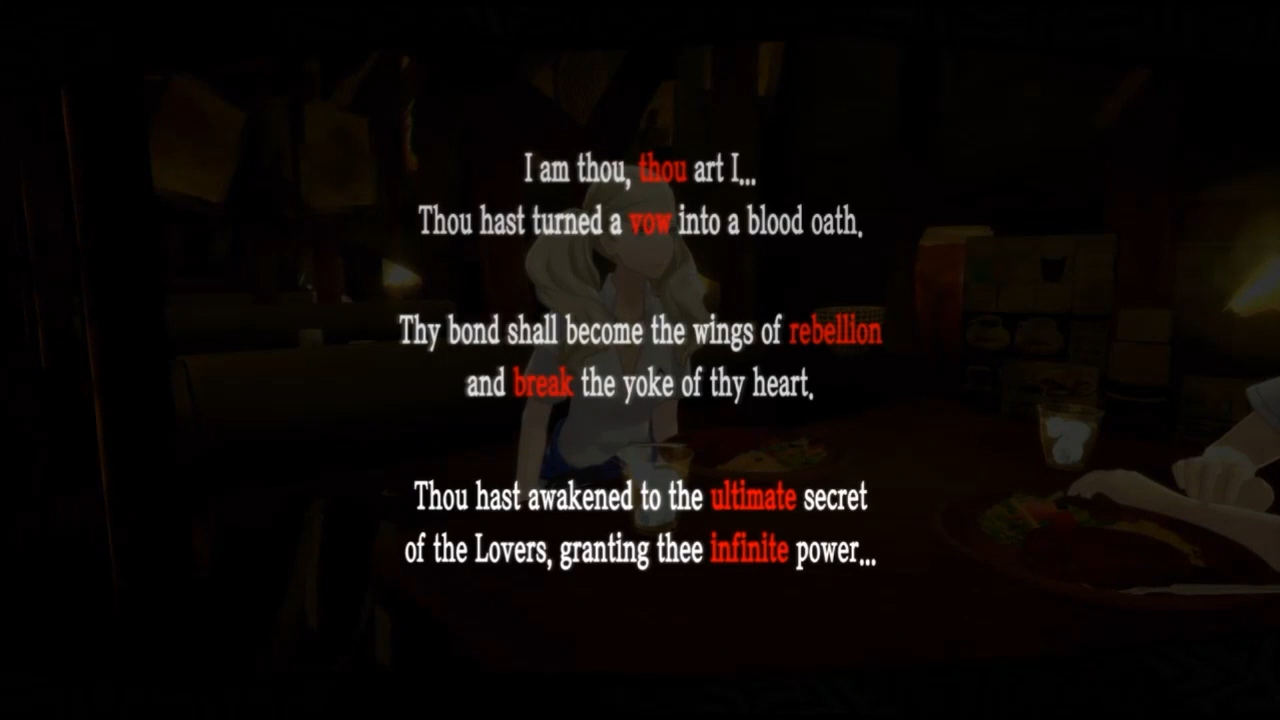 I am thou, thou art I...
Thou hast turned a vow into a blood oath.
Thy bond shall become the wings of rebellion
and break the yoke of thy heart.
Thou hast awakened to the ultimate secret
of the Lovers, granting thee infinite power...